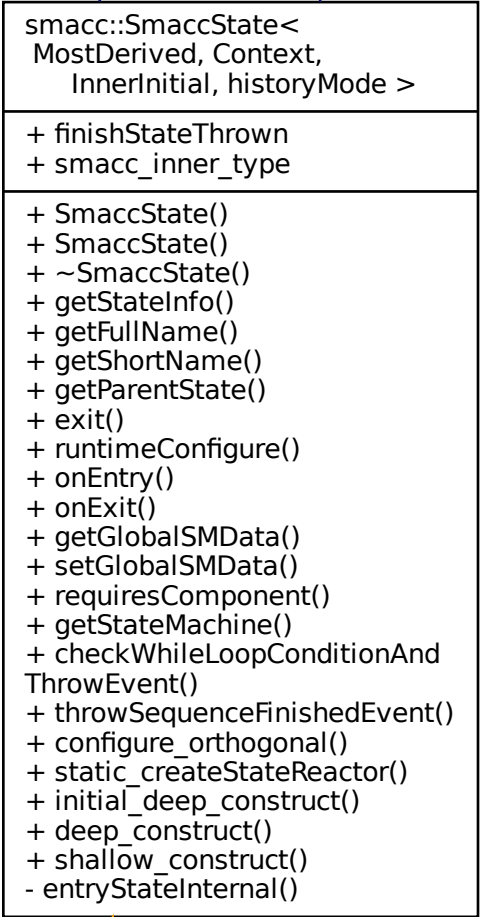 smacc::SmaccState<
MostDerived, Context,
InnerInitial, historyMode >
+ finishStateThrown
+ smacc_inner_type
+ SmaccState()
+ SmaccState()
+ ~SmaccState()
+ getStateInfo()
+ getFullName()
+ getShortName()
+ getParentState()
+ exit()
+ runtimeConfigure()
+ onEntry()
+ onExit()
+ getGlobalSMData()
+ setGlobalSMData()
+ requiresComponent()
+ getStateMachine()
+ checkWhileLoopConditionAnd
ThrowEvent()
+ throwSequenceFinishedEvent()
+ configure_orthogonal()
+ static_createStateReactor()
+ initial_deep_construct()
+ deep_construct()
+ shallow_construct()
- entryStateInternal()